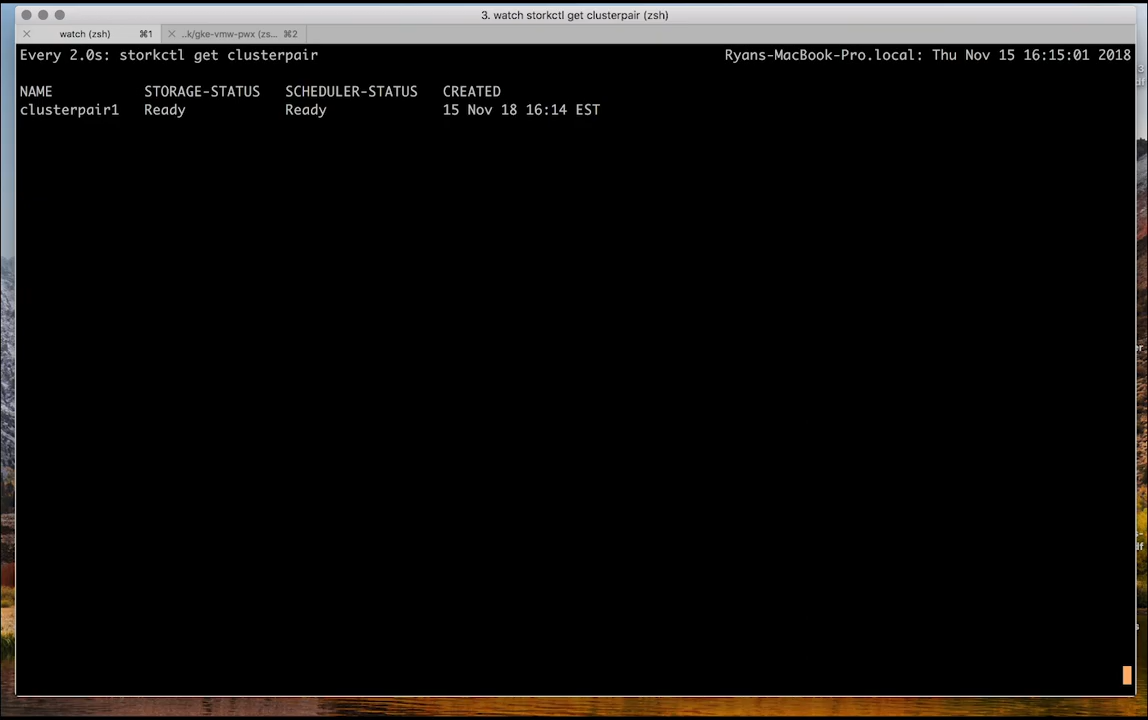 3. watch storkctl get clusterpair (zsh)
watch (zsh) ⌘1 ..k/gke-vmw-pwx (zs... ⌘2
Every 2.0s: storkctl get clusterpair Ryans-MacBook-Pro.local: Thu Nov 15 16:15:01 2018
NAME STORAGE-STATUS SCHEDULER-STATUS CREATED
clusterpair1 Ready Ready 15 Nov 18 16:14 EST